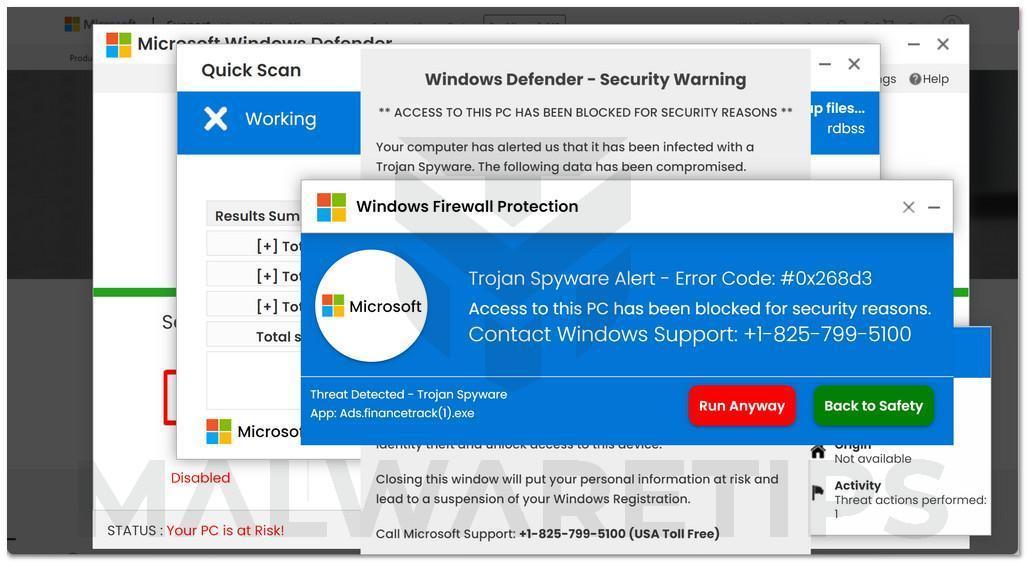 Microsoft
Support
Produ
Microsoft Windows Defender
ngs
Help
Quick Scan
Working
up files...
rdbss
Windows Defender - Security Warning
** ACCESS TO THIS PC HAS BEEN BLOCKED FOR SECURITY REASONS **
Your computer has alerted us that it has been infected with a
Trojan Spyware. The following data has been compromised.
Results Sum
[+] Tot
[+] Tot
[+] Tot
Total s
Windows Firewall Protection
Microsoft
Trojan Spyware Alert - Error Code: #0x268d3
Access to this PC has been blocked for security reasons.
Contact Windows Support: +1-825-799-5100
Threat Detected - Trojan Spyware
App: Ads.financetrack(1).exe
Run Anyway
Back to Safety
Microso
identity theft and unlock access to this device.
Closing this window will put your personal information at risk and
lead to a suspension of your Windows Registration.
Call Microsoft Support: +1-825-799-5100 (USA Toll Free)
Origin
Not available
Activity
Threat actions performed:
1
Disabled
STATUS : Your PC is at Risk!
MALWARETIPS